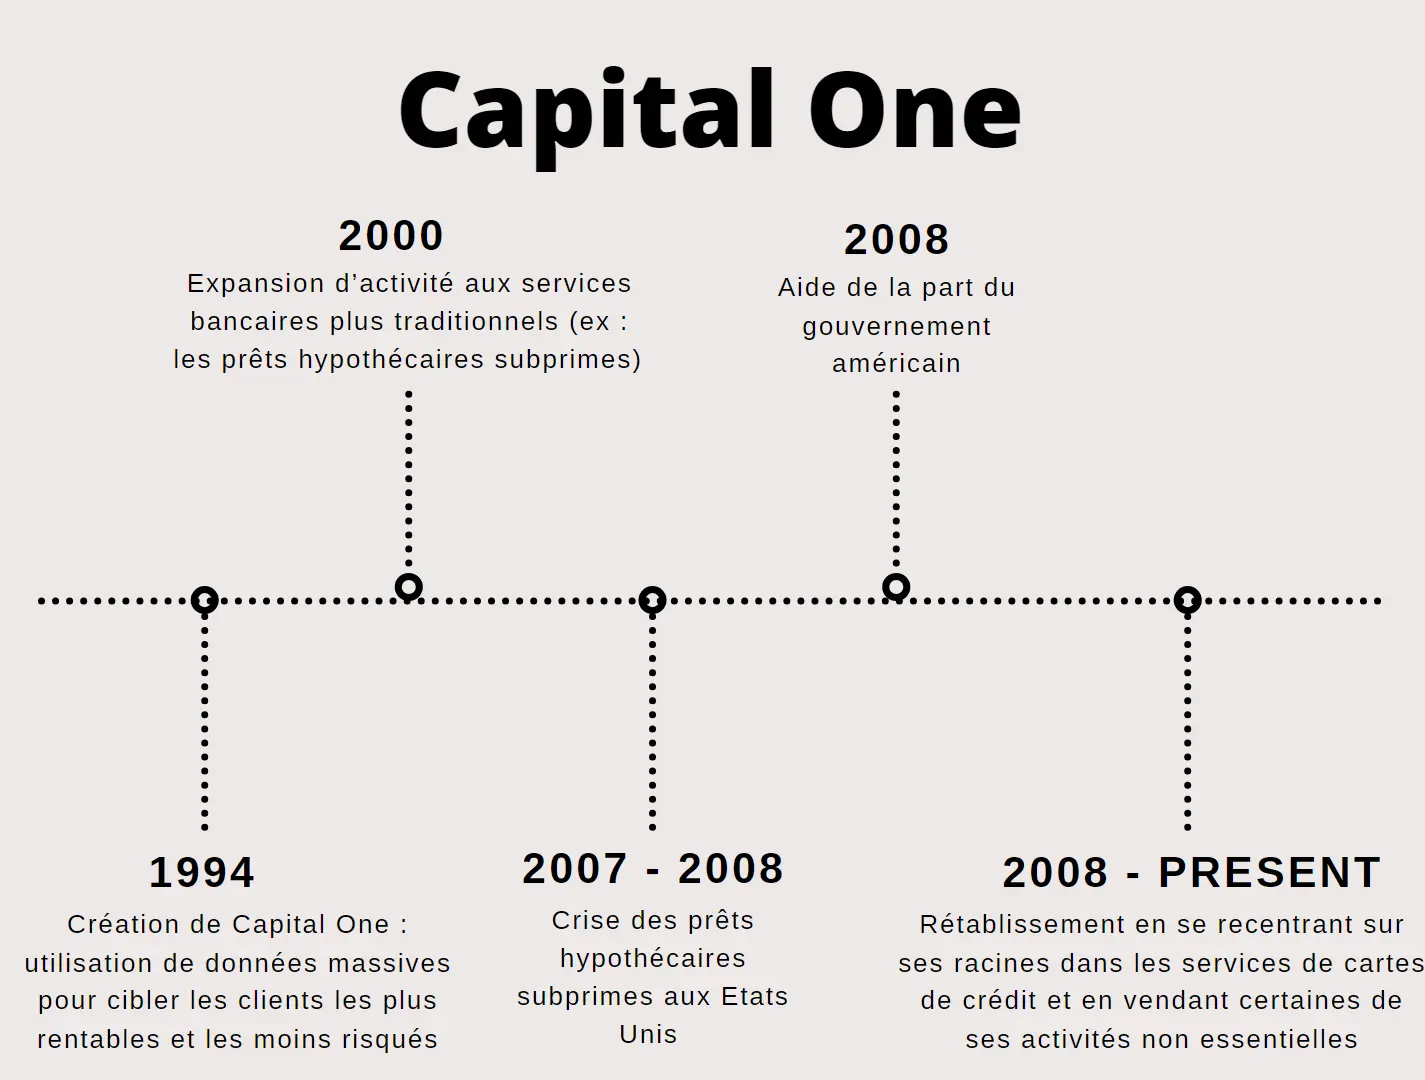 Capital One
2000
Expansion d’activité aux services
bancaires plus traditionnels (ex :
les prêts hypothécaires subprimes)
2008
Aide de la part du
gouvernement
américain
1994
Création de Capital One :
utilisation de données massives
pour cibler les clients les plus
rentables et les moins risqués
2007 - 2008
Crise des prêts
hypothécaires
subprimes aux Etats
Unis
2008 - PRESENT
Rétablissement en se recentrant sur
ses racines dans les services de cartes
de crédit et en vendant certaines de
ses activités non essentielles